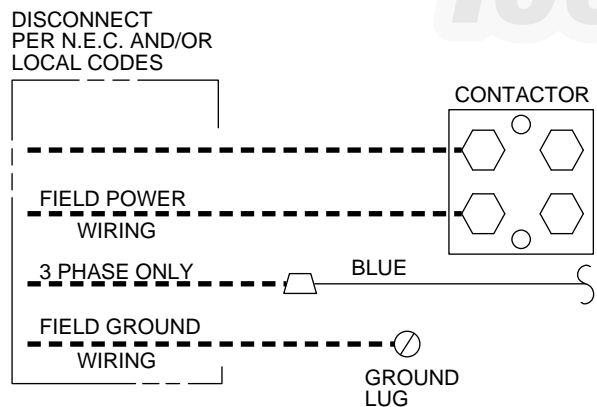 DISCONNECT
PER N.E.C. AND/OR
LOCAL CODES
CONTACTOR
FIELD POWER
WIRING
3 PHASE ONLY
BLUE
FIELD GROUND
WIRING
GROUND
LUG